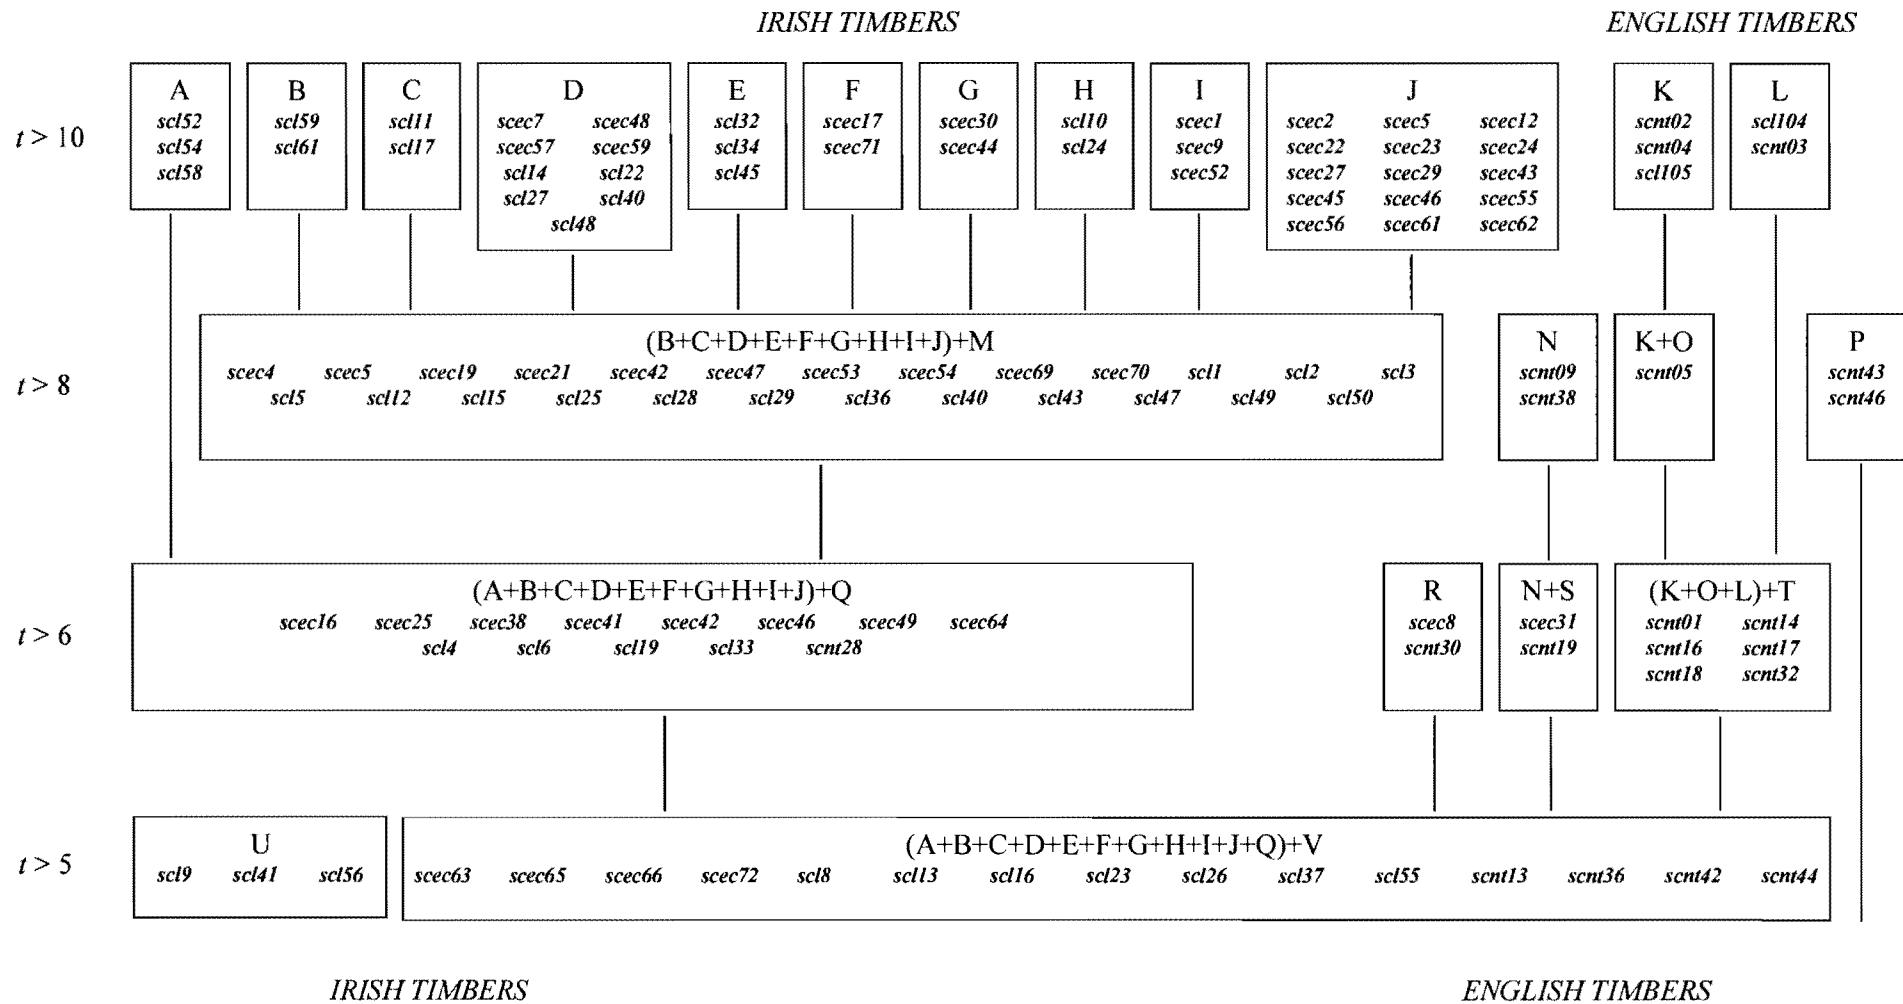 IRISH TIMBERS ENGLISH TIMBERS
t > 10
A
scl52
scl54
scl58
B
scl59
scl61
C
scl11
scl17
D
scec7 scec48
scec57 scec59
scl14 scl22
scl27 scl40
scl48
E
scl32
scl34
scl45
F
scec17
scec71
G
scec30
scec44
H
scl10
scl24
I
scec1
scec9
scec52
J
scec2 scec5 scec12
scec22 scec23 scec24
scec27 scec29 scec43
scec45 scec46 scec55
scec56 scec61 scec62
K
scnt02
scnt04
scl105
L
scl104
scnt03
t > 8
(B+C+D+E+F+G+H+I+J)+M
scec4 scec5 scec19 scec21 scec42 scec47 scec53 scec54 scec69 scec70 scl1 scl2 scl3
scl5 scl12 scl15 scl25 scl28 scl29 scl36 scl40 scl43 scl47 scl49 scl50
N
scnt09
scnt38
K+O
scnt05
P
scnt43
scnt46
t > 6
(A+B+C+D+E+F+G+H+I+J)+Q
scec16 scec25 scec38 scec41 scec42 scec46 scec49 scec64
scl4 scl6 scl19 scl33 scnt28
R
scec8
scnt30
N+S
scec31
scnt19
(K+O+L)+T
scnt01 scnt14
scnt16 scnt17
scnt18 scnt32
t > 5
U
scl9 scl41 scl56
(A+B+C+D+E+F+G+H+I+J+Q)+V
scec63 scec65 scec66 scec72 scl8 scl13 scl16 scl23 scl26 scl37 scl55 scnt13 scnt36 scnt42 scnt44
IRISH TIMBERS ENGLISH TIMBERS